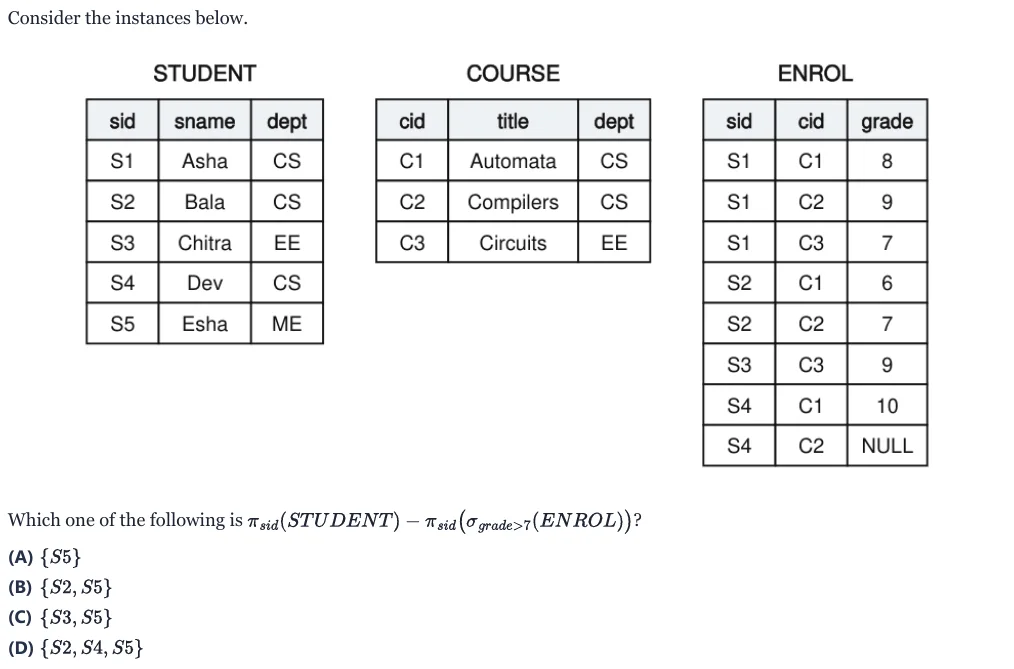 Consider the instances below.
STUDENT
sid sname dept
S1 Asha CS
S2 Bala CS
S3 Chitra EE
S4 Dev CS
S5 Esha ME
COURSE
cid title dept
C1 Automata CS
C2 Compilers CS
C3 Circuits EE
ENROL
sid cid grade
S1 C1 8
S1 C2 9
S1 C3 7
S2 C1 6
S2 C2 7
S3 C3 9
S4 C1 10
S4 C2 NULL
Which one of the following is π_sid(STUDENT) − π_sid(σ_grade>7(ENROL))?
(A) {S5}
(B) {S2, S5}
(C) {S3, S5}
(D) {S2, S4, S5}